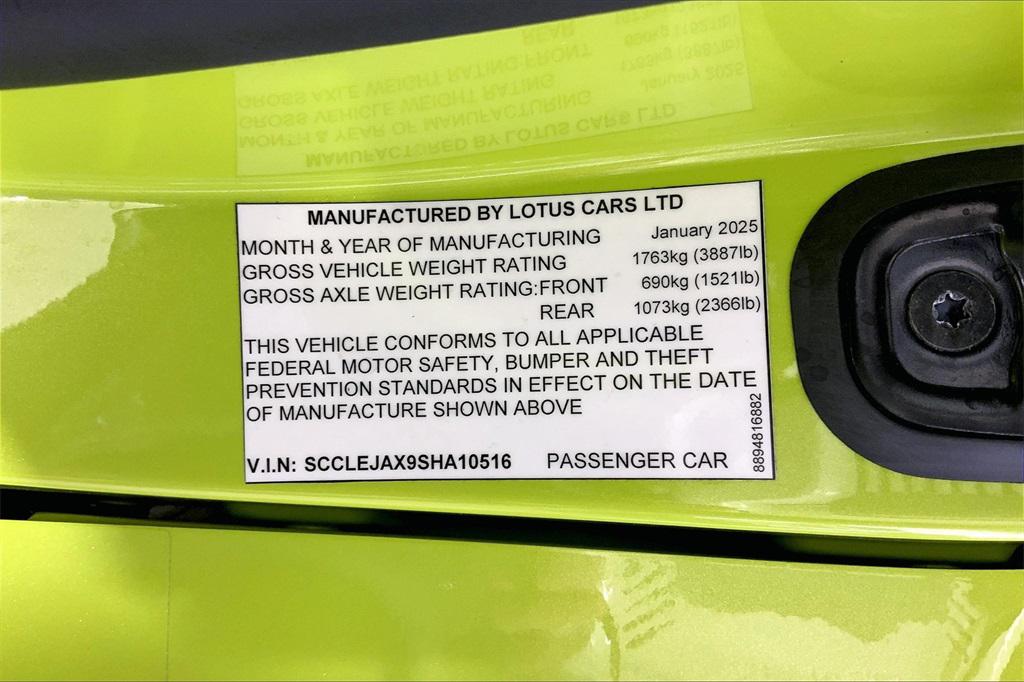 MANUFACTURED BY LOTUS CARS LTD
MONTH & YEAR OF MANUFACTURING January 2025
GROSS VEHICLE WEIGHT RATING 1763kg (3887lb)
GROSS AXLE WEIGHT RATING:FRONT 690kg (1521lb)
REAR 1073kg (2366lb)
THIS VEHICLE CONFORMS TO ALL APPLICABLE
FEDERAL MOTOR SAFETY, BUMPER AND THEFT
PREVENTION STANDARDS IN EFFECT ON THE DATE
OF MANUFACTURE SHOWN ABOVE
V.I.N: SCCLEJAX9SHA10516 PASSENGER CAR
8894816882